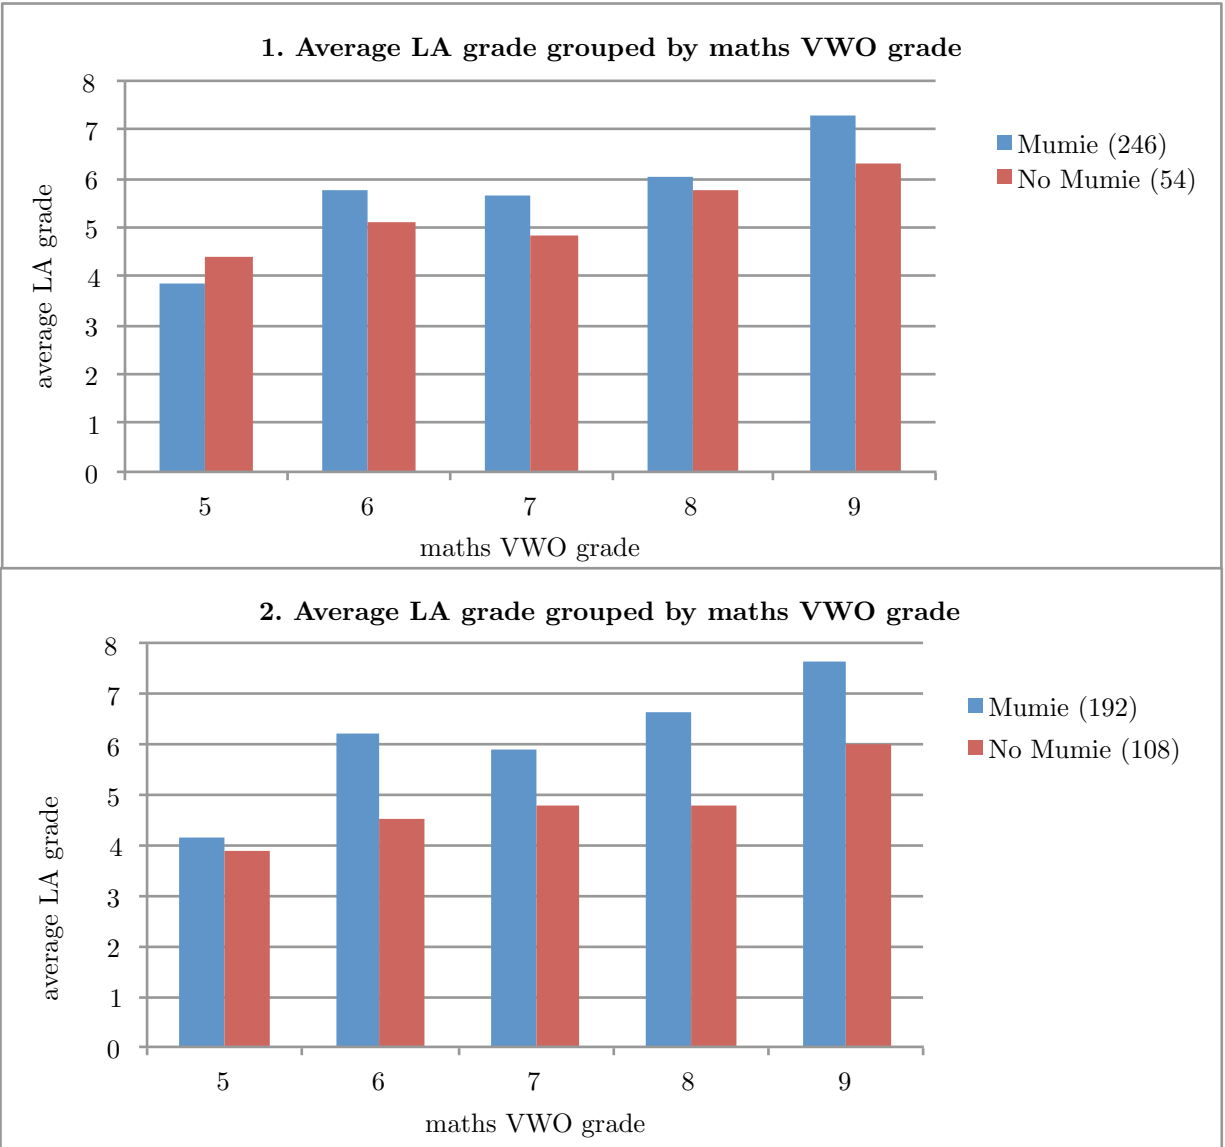 1. Average LA grade grouped by maths VWO grade
8
7
6
5
4
3
2
1
0
average LA grade
5 6 7 8 9
maths VWO grade
Mumie (246)
No Mumie (54)
2. Average LA grade grouped by maths VWO grade
8
7
6
5
4
3
2
1
0
average LA grade
5 6 7 8 9
maths VWO grade
Mumie (192)
No Mumie (108)